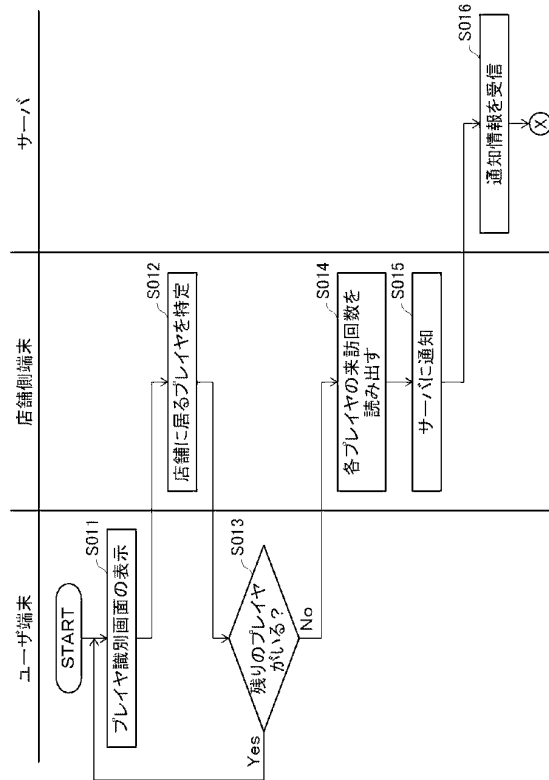 ユーザ端末
店舗側端末
サーバ
START
S011
プレイヤ識別画面の表示
S012
店舗に居るプレイヤを特定
S013
残りのプレイヤ
がいる?
Yes
No
S014
各プレイヤの来訪回数を
読み出す
S015
サーバに通知
S016
通知情報を受信
X